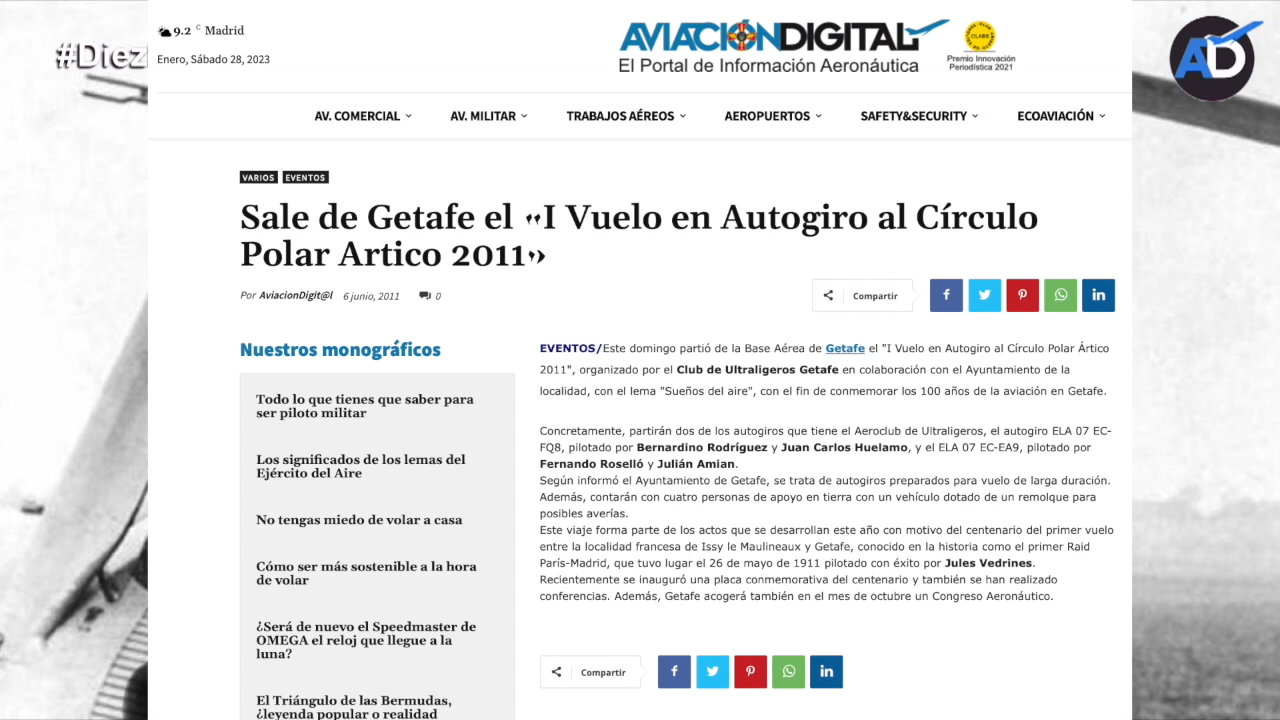 #Diez
9.2 C Madrid
Enero, Sábado 28, 2023
AVIACIÓNDIGITAL
El Portal de Información Aeronáutica
CLABE
Premio Innovación
Periodística 2021
AD
AV. COMERCIAL
AV. MILITAR
TRABAJOS AÉREOS
AEROPUERTOS
SAFETY&SECURITY
ECOAVIACIÓN
VARIOS EVENTOS
Sale de Getafe el «I Vuelo en Autogiro al Círculo
Polar Artico 2011»
Por AviacionDigit@l 6 junio, 2011 0
Compartir
Nuestros monográficos
Todo lo que tienes que saber para
ser piloto militar
Los significados de los lemas del
Ejército del Aire
No tengas miedo de volar a casa
Cómo ser más sostenible a la hora
de volar
¿Será de nuevo el Speedmaster de
OMEGA el reloj que llegue a la
luna?
El Triángulo de las Bermudas,
¿leyenda popular o realidad
EVENTOS/Este domingo partió de la Base Aérea de Getafe el "I Vuelo en Autogiro al Círculo Polar Ártico
2011", organizado por el Club de Ultraligeros Getafe en colaboración con el Ayuntamiento de la
localidad, con el lema "Sueños del aire", con el fin de conmemorar los 100 años de la aviación en Getafe.
Concretamente, partirán dos de los autogiros que tiene el Aeroclub de Ultraligeros, el autogiro ELA 07 EC-
FQ8, pilotado por Bernardino Rodríguez y Juan Carlos Huelamo, y el ELA 07 EC-EA9, pilotado por
Fernando Roselló y Julián Amian.
Según informó el Ayuntamiento de Getafe, se trata de autogiros preparados para vuelo de larga duración.
Además, contarán con cuatro personas de apoyo en tierra con un vehículo dotado de un remolque para
posibles averías.
Este viaje forma parte de los actos que se desarrollan este año con motivo del centenario del primer vuelo
entre la localidad francesa de Issy le Maulineaux y Getafe, conocido en la historia como el primer Raid
París-Madrid, que tuvo lugar el 26 de mayo de 1911 pilotado con éxito por Jules Vedrines.
Recientemente se inauguró una placa conmemorativa del centenario y también se han realizado
conferencias. Además, Getafe acogerá también en el mes de octubre un Congreso Aeronáutico.
Compartir